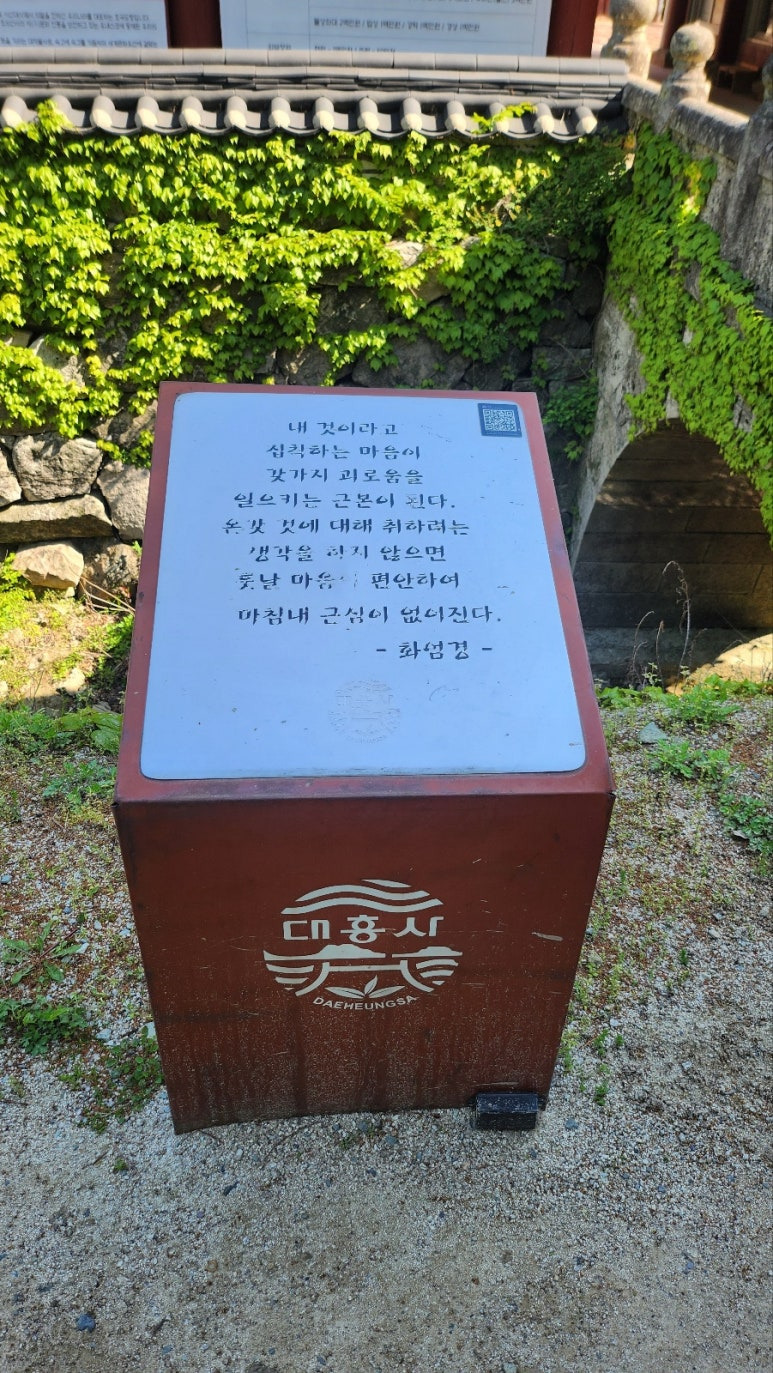 내 것이라고
집착하는 마음이
갖가지 괴로움을
일으키는 근본이 된다.
온갖 것에 대해 취하려는
생각을 하지 않으면
훗날 마음이 편안하여
마침내 근심이 없어진다.
- 화엄경 -
대흥사
DAEHEUNGSA